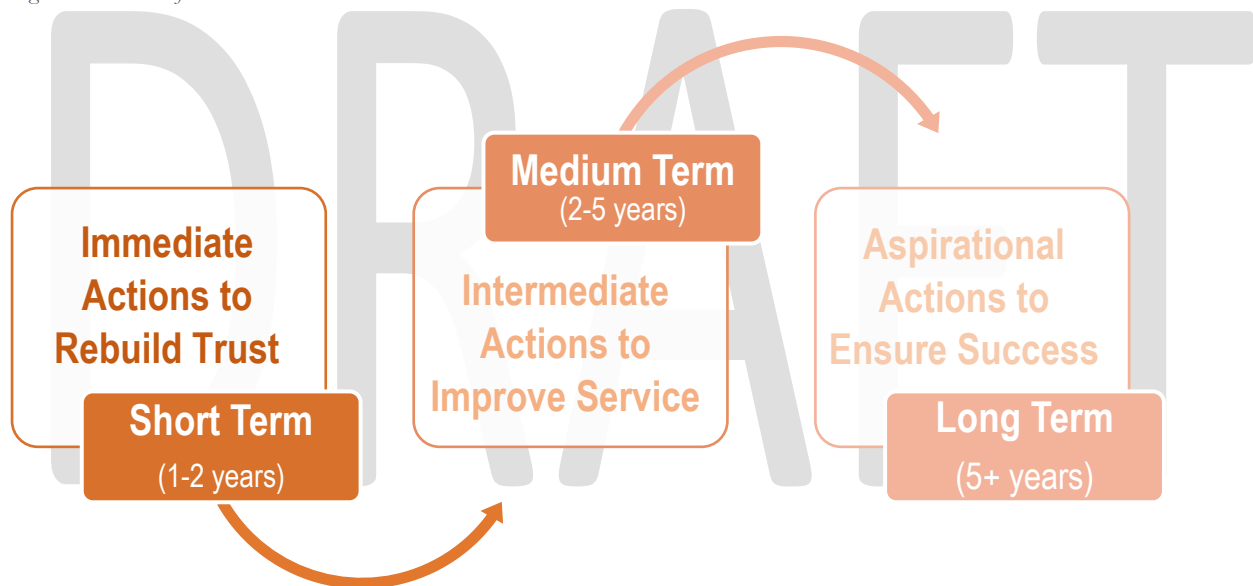 DRAFT
Immediate
Actions to
Rebuild Trust
Short Term
(1-2 years)
Medium Term
(2-5 years)
Intermediate
Actions to
Improve Service
Aspirational
Actions to
Ensure Success
Long Term
(5+ years)